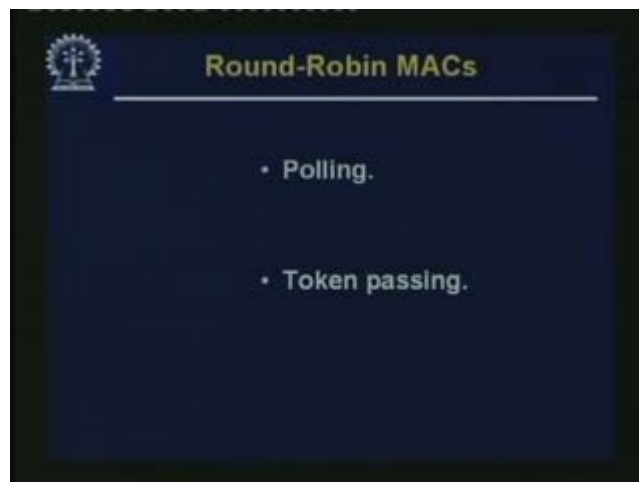 Round-Robin MACs
• Polling.
• Token passing.